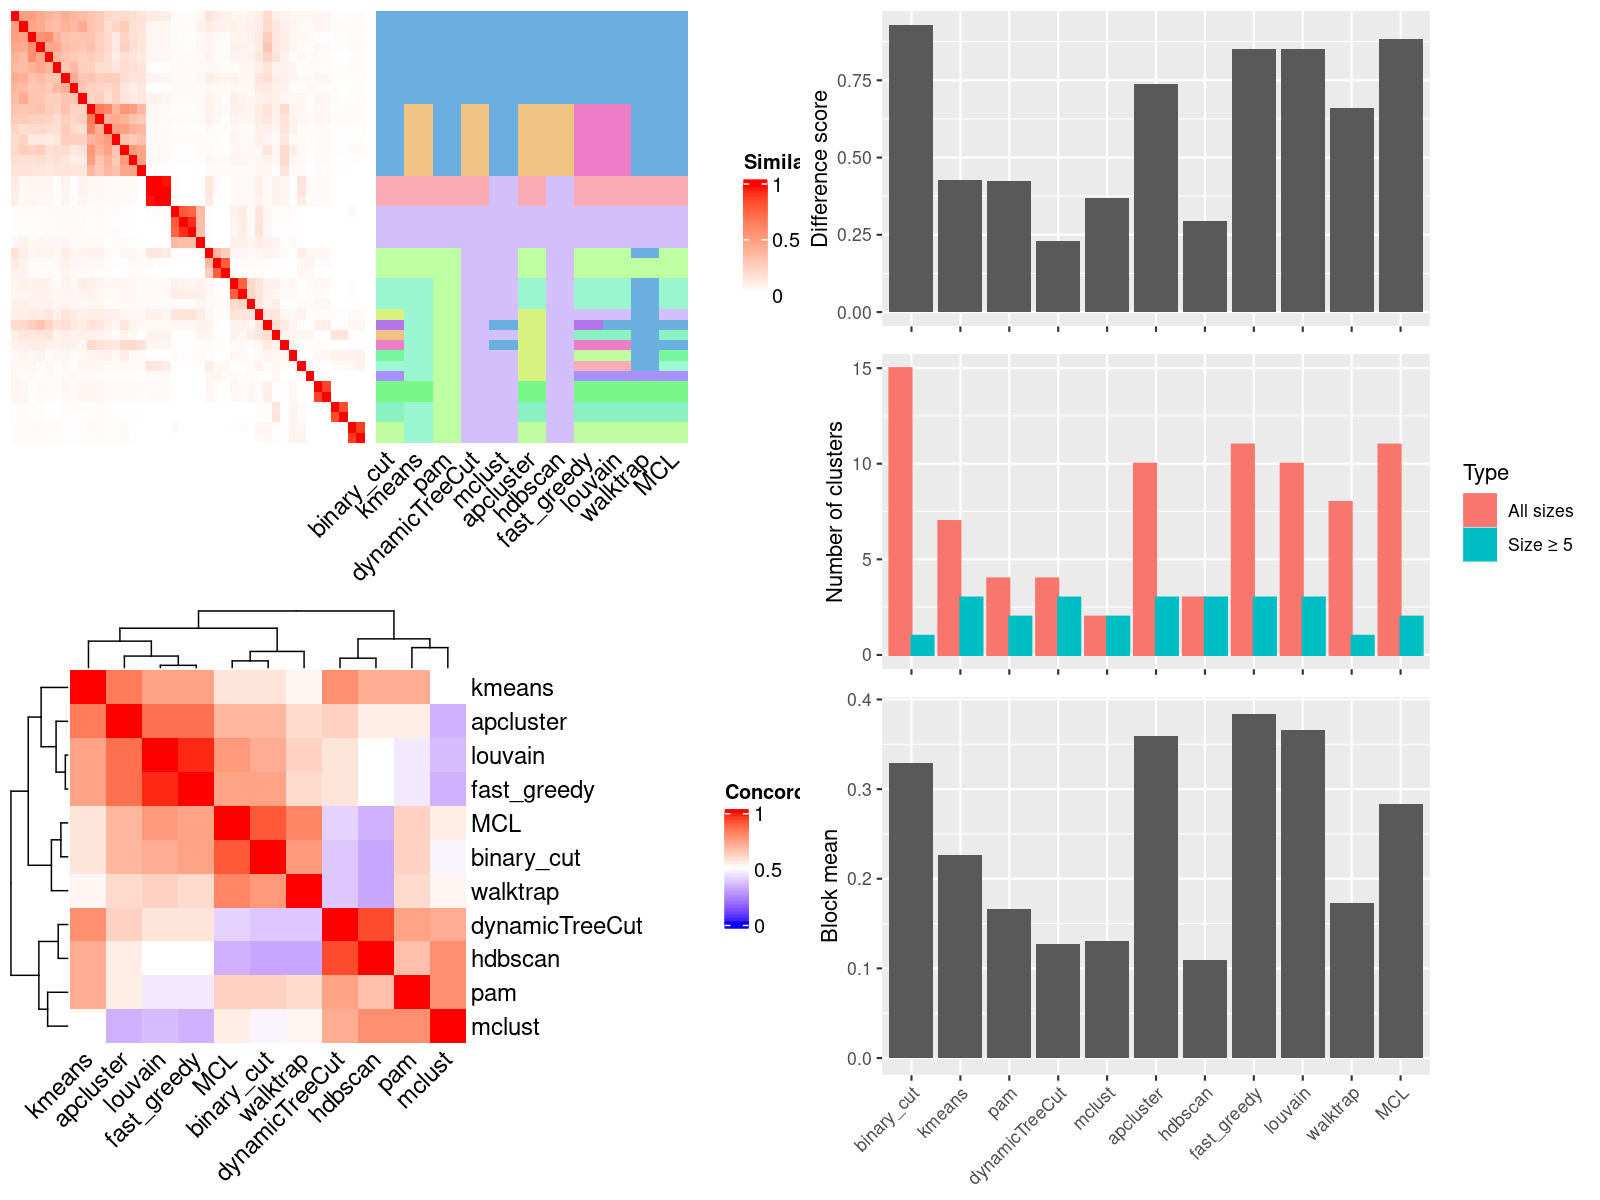 Simila
1
0.5
0
binary_cut
kmeans
pam
dynamicTreeCut
mclust
apcluster
hdbscan
fast_greedy
louvain
walktrap
MCL
kmeans
apcluster
louvain
fast_greedy
MCL
binary_cut
walktrap
dynamicTreeCut
hdbscan
pam
mclust
kmeans
apcluster
louvain
fast_greedy
MCL
binary_cut
walktrap
dynamicTreeCut
hdbscan
pam
mclust
Concord
1
0.5
0
Difference score
0.75
0.50
0.25
0.00
Number of clusters
15
10
5
0
Type
All sizes
Size ≥ 5
Block mean
0.4
0.3
0.2
0.1
0.0
binary_cut
kmeans
pam
dynamicTreeCut
mclust
apcluster
hdbscan
fast_greedy
louvain
walktrap
MCL